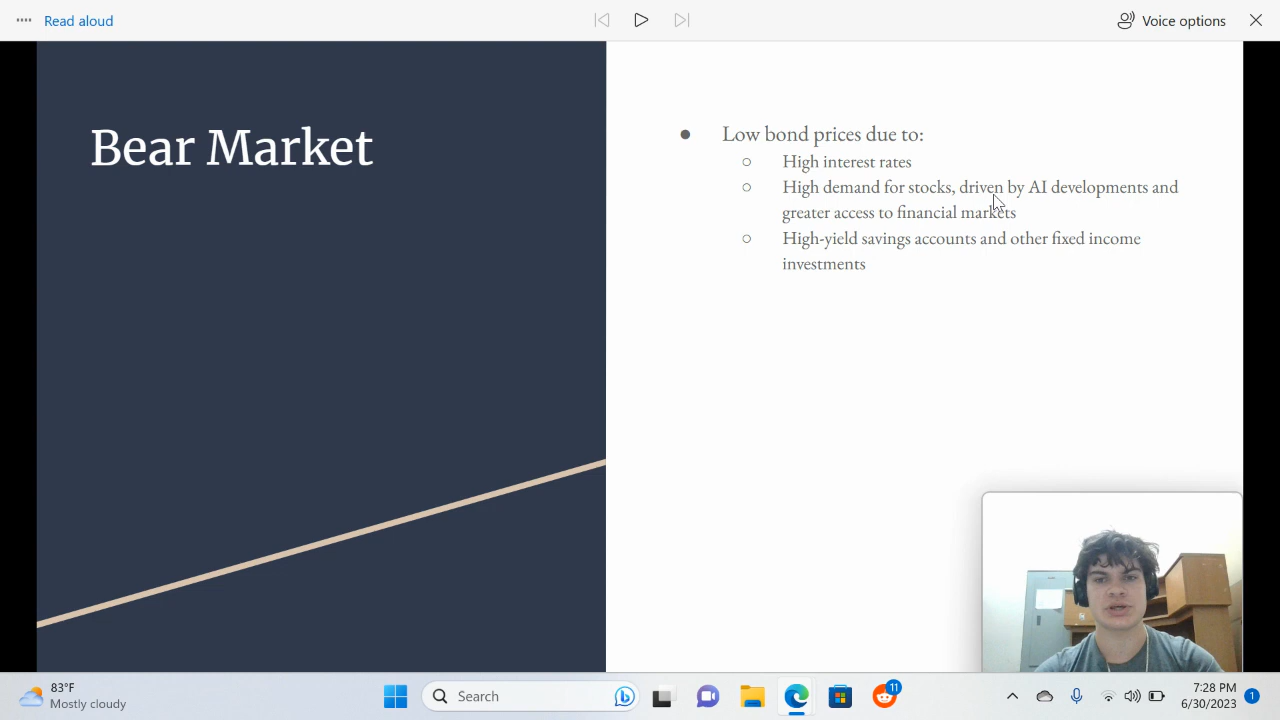 Read aloud
Voice options
Bear Market
Low bond prices due to:
High interest rates
High demand for stocks, driven by AI developments and
greater access to financial markets
High-yield savings accounts and other fixed income
investments
83°F
Mostly cloudy
Search
11
7:28 PM
6/30/2023
1